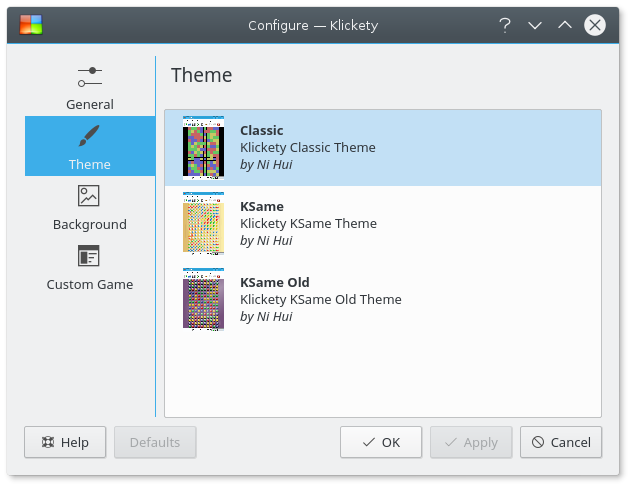 Configure — Klickety
General
Theme
Background
Custom Game
Theme
Classic
Klickety Classic Theme
by Ni Hui
KSame
Klickety KSame Theme
by Ni Hui
KSame Old
Klickety KSame Old Theme
by Ni Hui
Help
Defaults
OK
Apply
Cancel